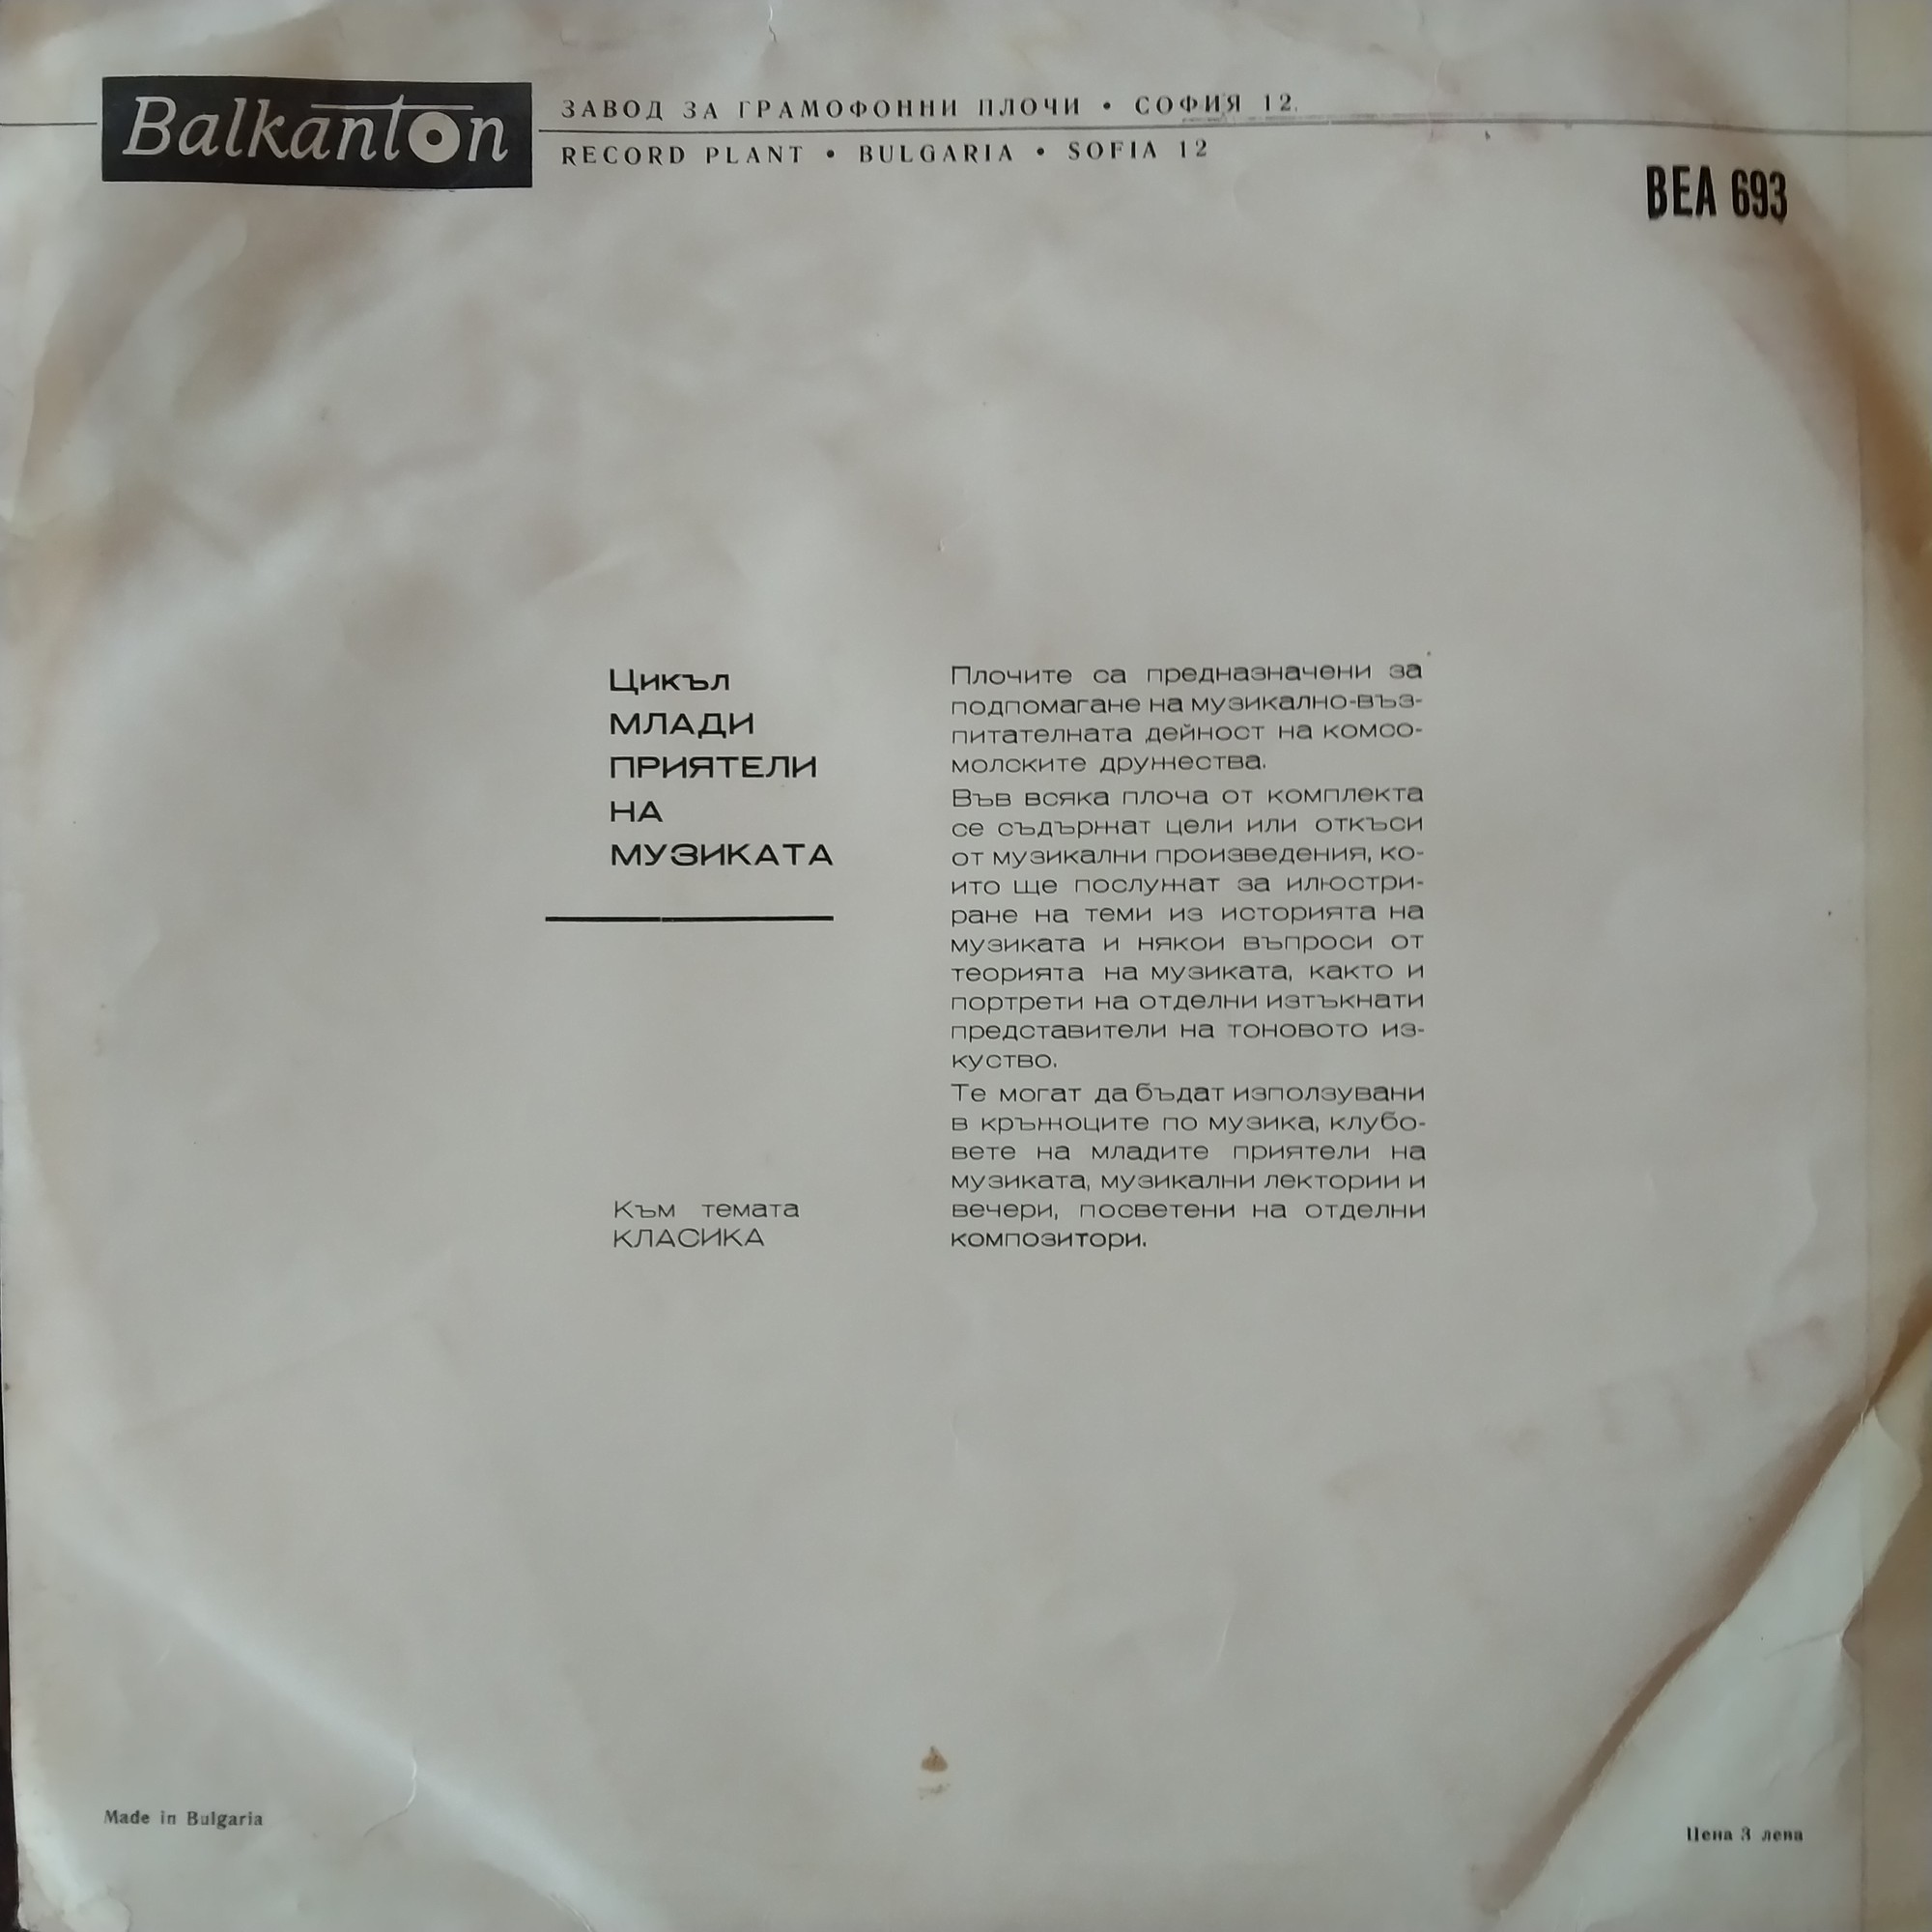 Balkanton
ЗАВОД ЗА ГРАМОФОННИ ПЛОЧИ • СОФИЯ 12
RECORD PLANT • BULGARIA • SOFIA 12
ВЕА 693
Цикъл
МЛАДИ
ПРИЯТЕЛИ
НА
МУЗИКАТА
Към темата
КЛАСИКА
Плочите са предназначени за
подпомагане на музикално-въз-
питателната дейност на комсо-
молските дружества.
Във всяка плоча от комплекта
се съдържат цели или откъси
от музикални произведения, ко-
ито ще послужат за илюстри-
ране на теми из историята на
музиката и някои въпроси от
теорията на музиката, както и
портрети на отделни изтъкнати
представители на тоновото из-
куство.
Те могат да бъдат използувани
в кръжоците по музика, клубо-
вете на младите приятели на
музиката, музикални лектории и
вечери, посветени на отделни
композитори.
Made in Bulgaria
Цена 3 лева